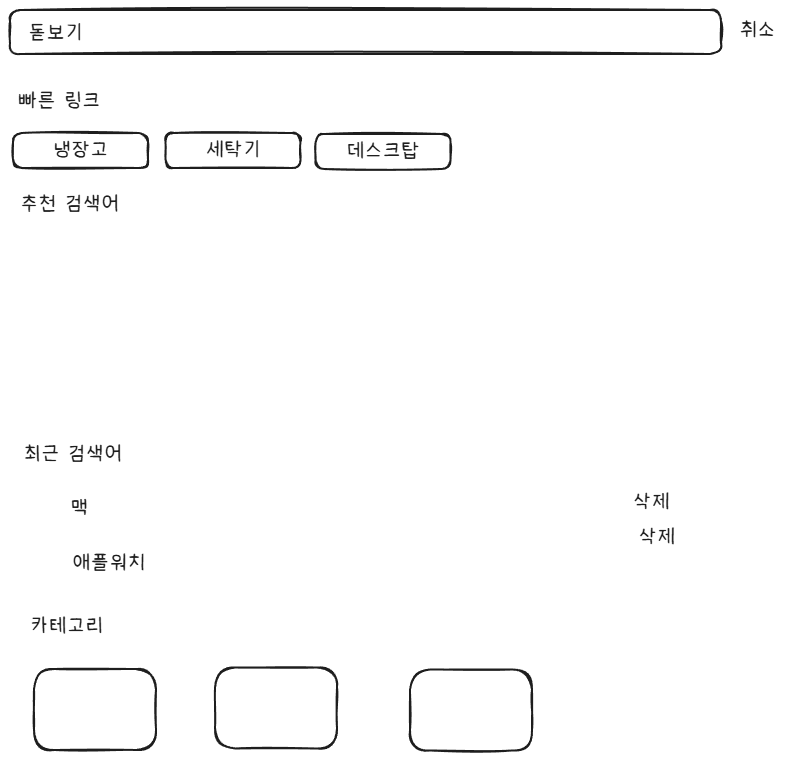 돋보기 취소
빠른 링크
냉장고 세탁기 데스크탑
추천 검색어
최근 검색어
맥 삭제
삭제
애플워치
카테고리